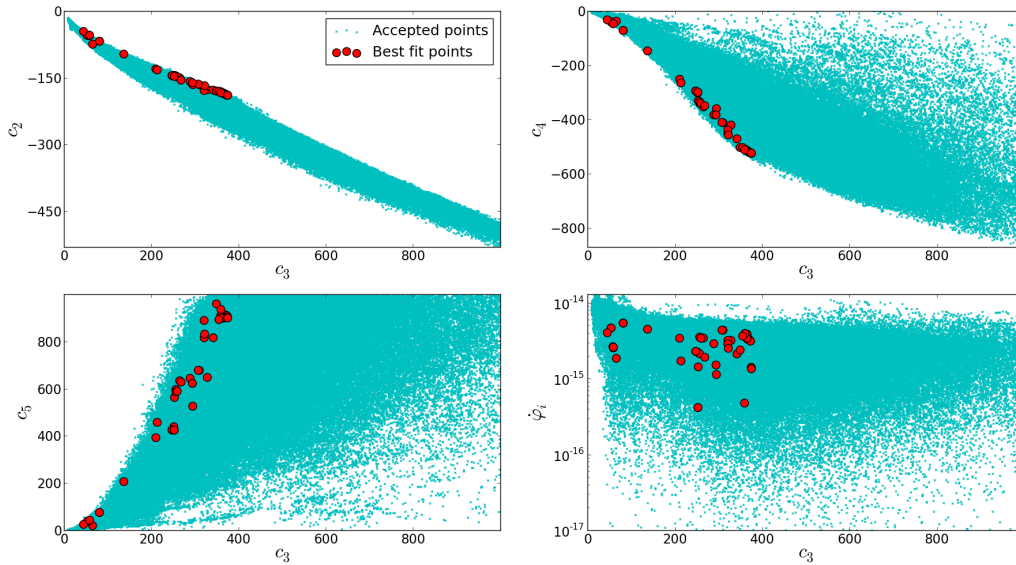 0
−150
−300
−450
c₂
0 200 400 600 800
c₃
Accepted points
Best fit points
0
−200
−400
−600
−800
c₄
0 200 400 600 800
c₃
800
600
400
200
0
c₅
0 200 400 600 800
c₃
10⁻¹⁴
10⁻¹⁵
10⁻¹⁶
10⁻¹⁷
φ̇ᵢ
0 200 400 600 800
c₃